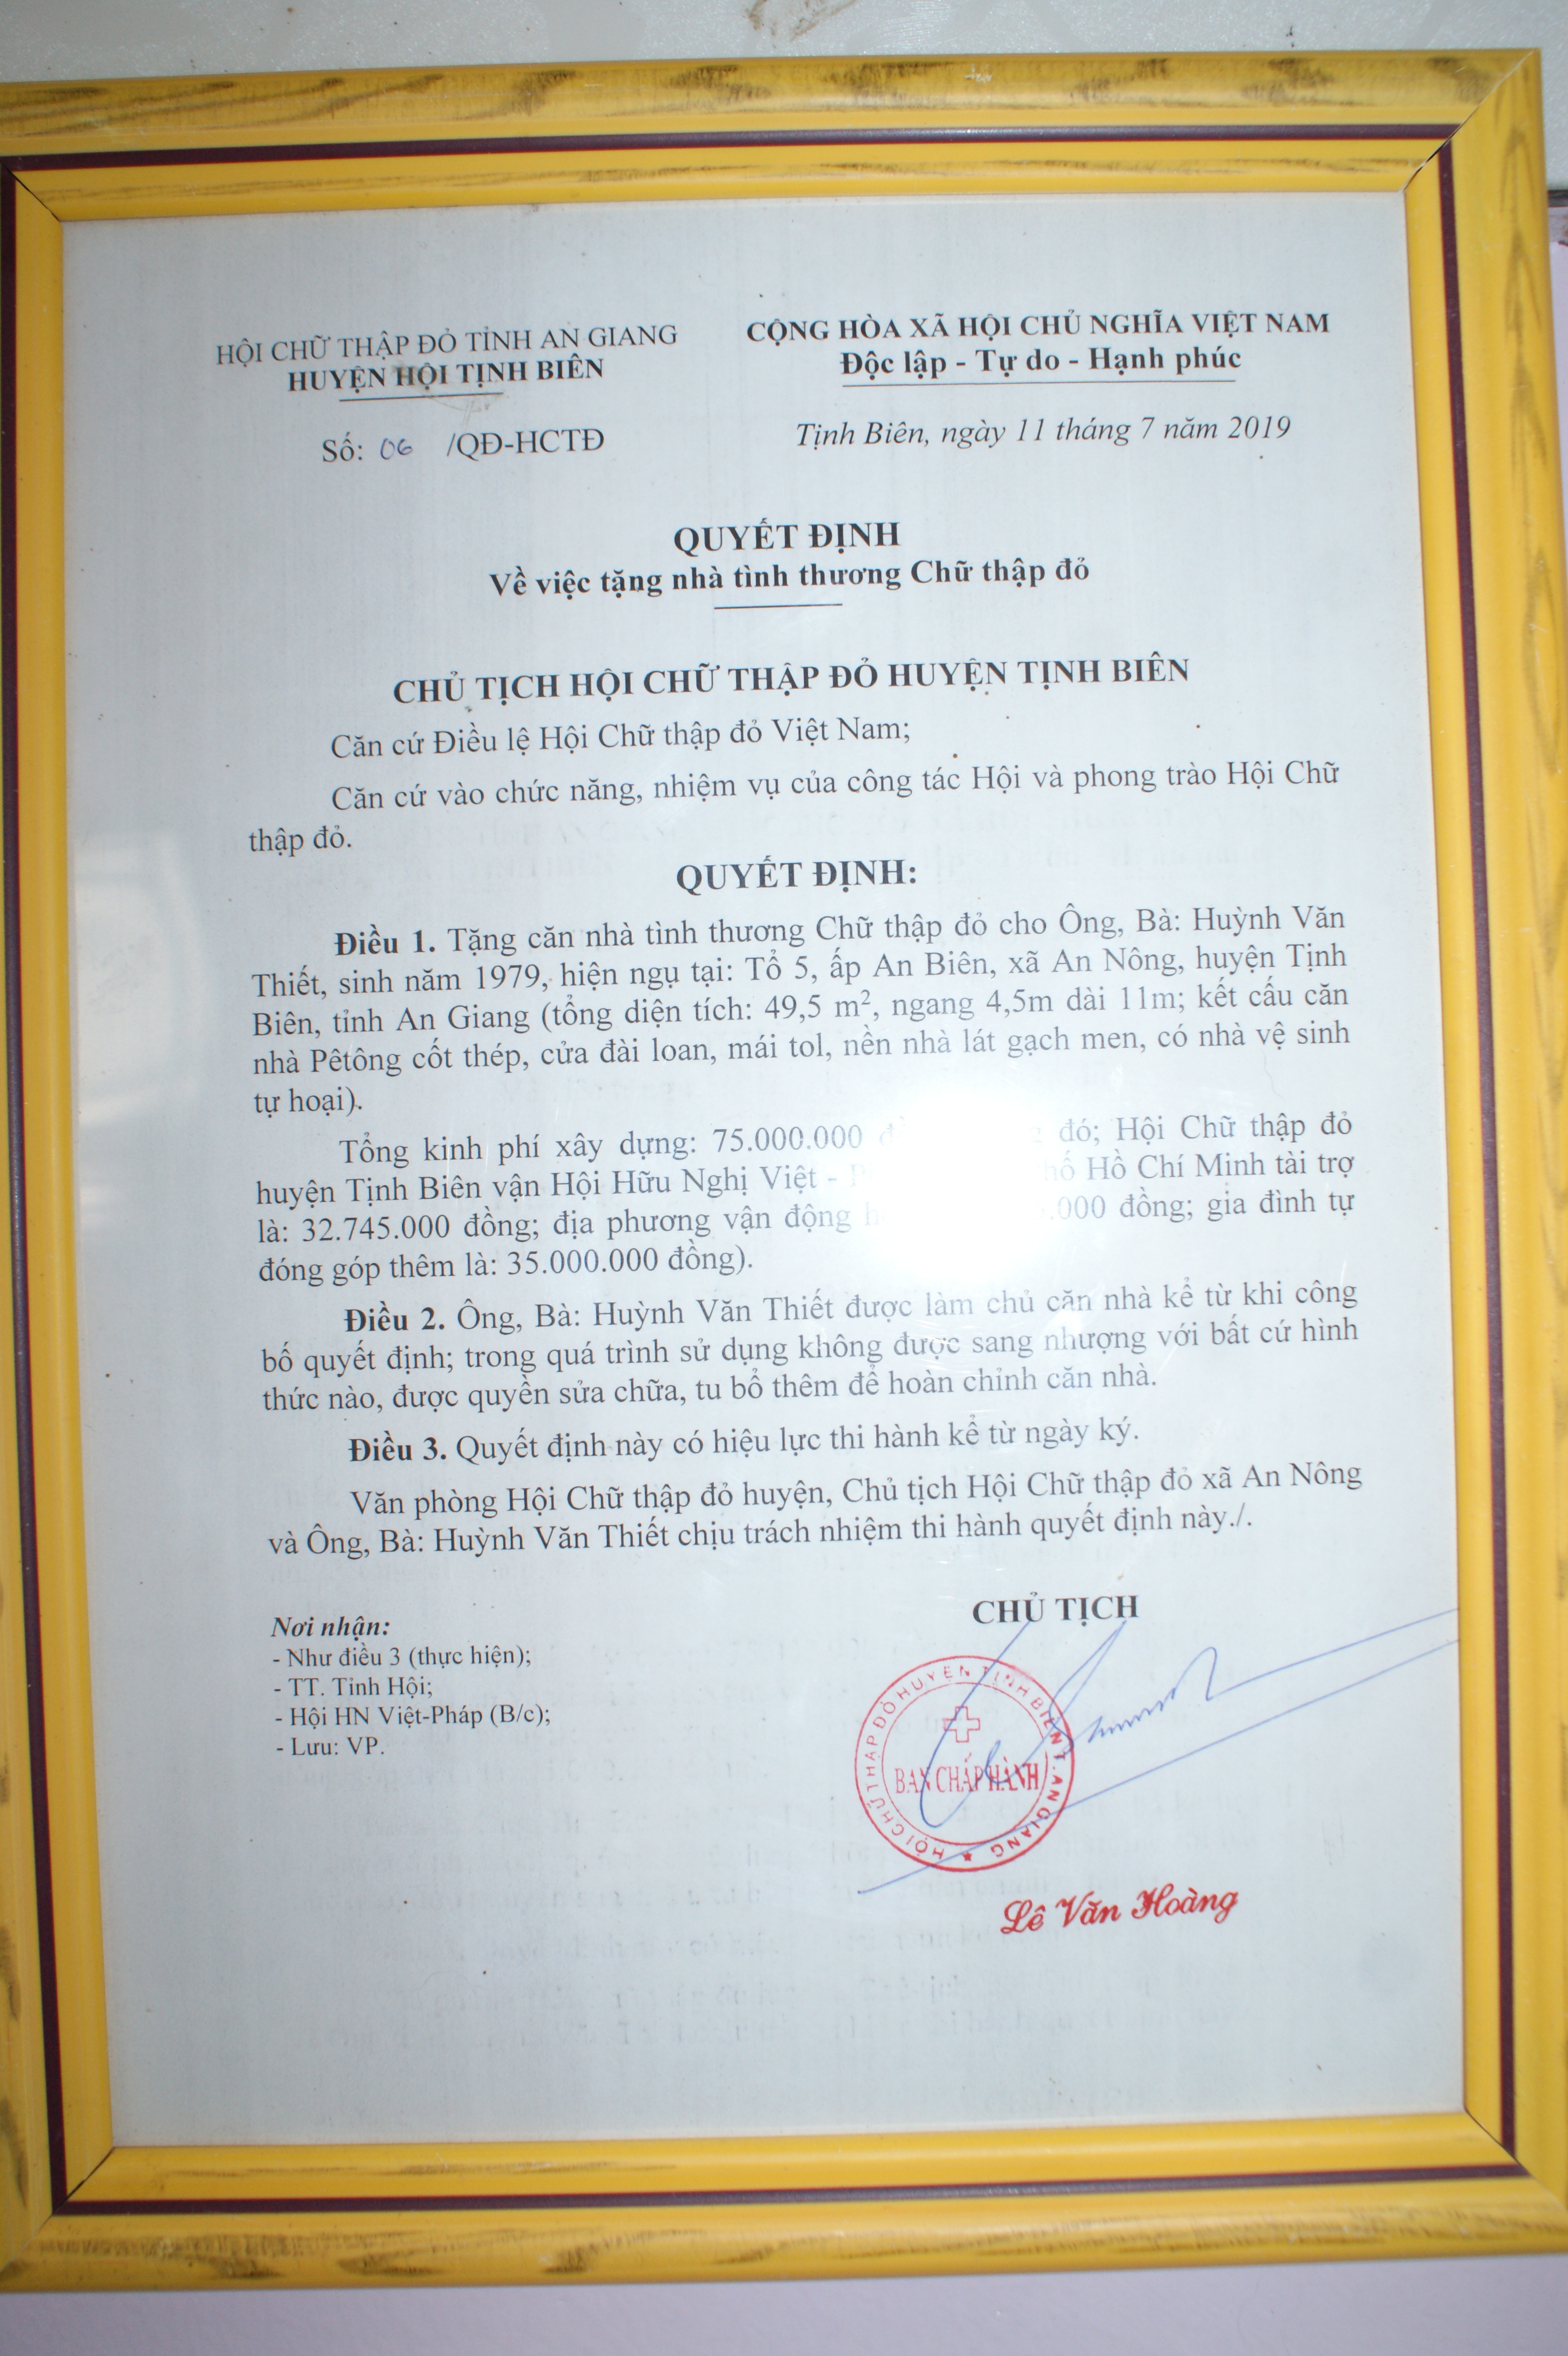 HỘI CHỮ THẬP ĐỎ TỈNH AN GIANG
HUYỆN HỘI TỊNH BIÊN
Số: 06 /QĐ-HCTĐ
CỘNG HÒA XÃ HỘI CHỦ NGHĨA VIỆT NAM
Độc lập - Tự do - Hạnh phúc
Tịnh Biên, ngày 11 tháng 7 năm 2019
QUYẾT ĐỊNH
Về việc tặng nhà tình thương Chữ thập đỏ
CHỦ TỊCH HỘI CHỮ THẬP ĐỎ HUYỆN TỊNH BIÊN
Căn cứ Điều lệ Hội Chữ thập đỏ Việt Nam;
Căn cứ vào chức năng, nhiệm vụ của công tác Hội và phong trào Hội Chữ
thập đỏ.
QUYẾT ĐỊNH:
Điều 1. Tặng căn nhà tình thương Chữ thập đỏ cho Ông, Bà: Huỳnh Văn
Thiết, sinh năm 1979, hiện ngụ tại: Tổ 5, ấp An Biên, xã An Nông, huyện Tịnh
Biên, tỉnh An Giang (tổng diện tích: 49,5 m², ngang 4,5m dài 11m; kết cấu căn
nhà Pêtông cốt thép, cửa đài loan, mái tol, nền nhà lát gạch men, có nhà vệ sinh
tự hoại).
Tổng kinh phí xây dựng: 75.000.000 đó; Hội Chữ thập đỏ
huyện Tịnh Biên vận Hội Hữu Nghị Việt - Hồ Chí Minh tài trợ
là: 32.745.000 đồng; địa phương vận động .000 đồng; gia đình tự
đóng góp thêm là: 35.000.000 đồng).
Điều 2. Ông, Bà: Huỳnh Văn Thiết được làm chủ căn nhà kể từ khi công
bố quyết định; trong quá trình sử dụng không được sang nhượng với bất cứ hình
thức nào, được quyền sửa chữa, tu bổ thêm để hoàn chỉnh căn nhà.
Điều 3. Quyết định này có hiệu lực thi hành kể từ ngày ký.
Văn phòng Hội Chữ thập đỏ huyện, Chủ tịch Hội Chữ thập đỏ xã An Nông
và Ông, Bà: Huỳnh Văn Thiết chịu trách nhiệm thi hành quyết định này./.
Nơi nhận:
- Như điều 3 (thực hiện);
- TT. Tỉnh Hội;
- Hội HN Việt-Pháp (B/c);
- Lưu: VP.
CHỦ TỊCH
HỘI CHỮ THẬP ĐỎ HUYỆN TỊNH BIÊN T. AN GIANG
BAN CHẤP HÀNH
Lê Văn Hoàng